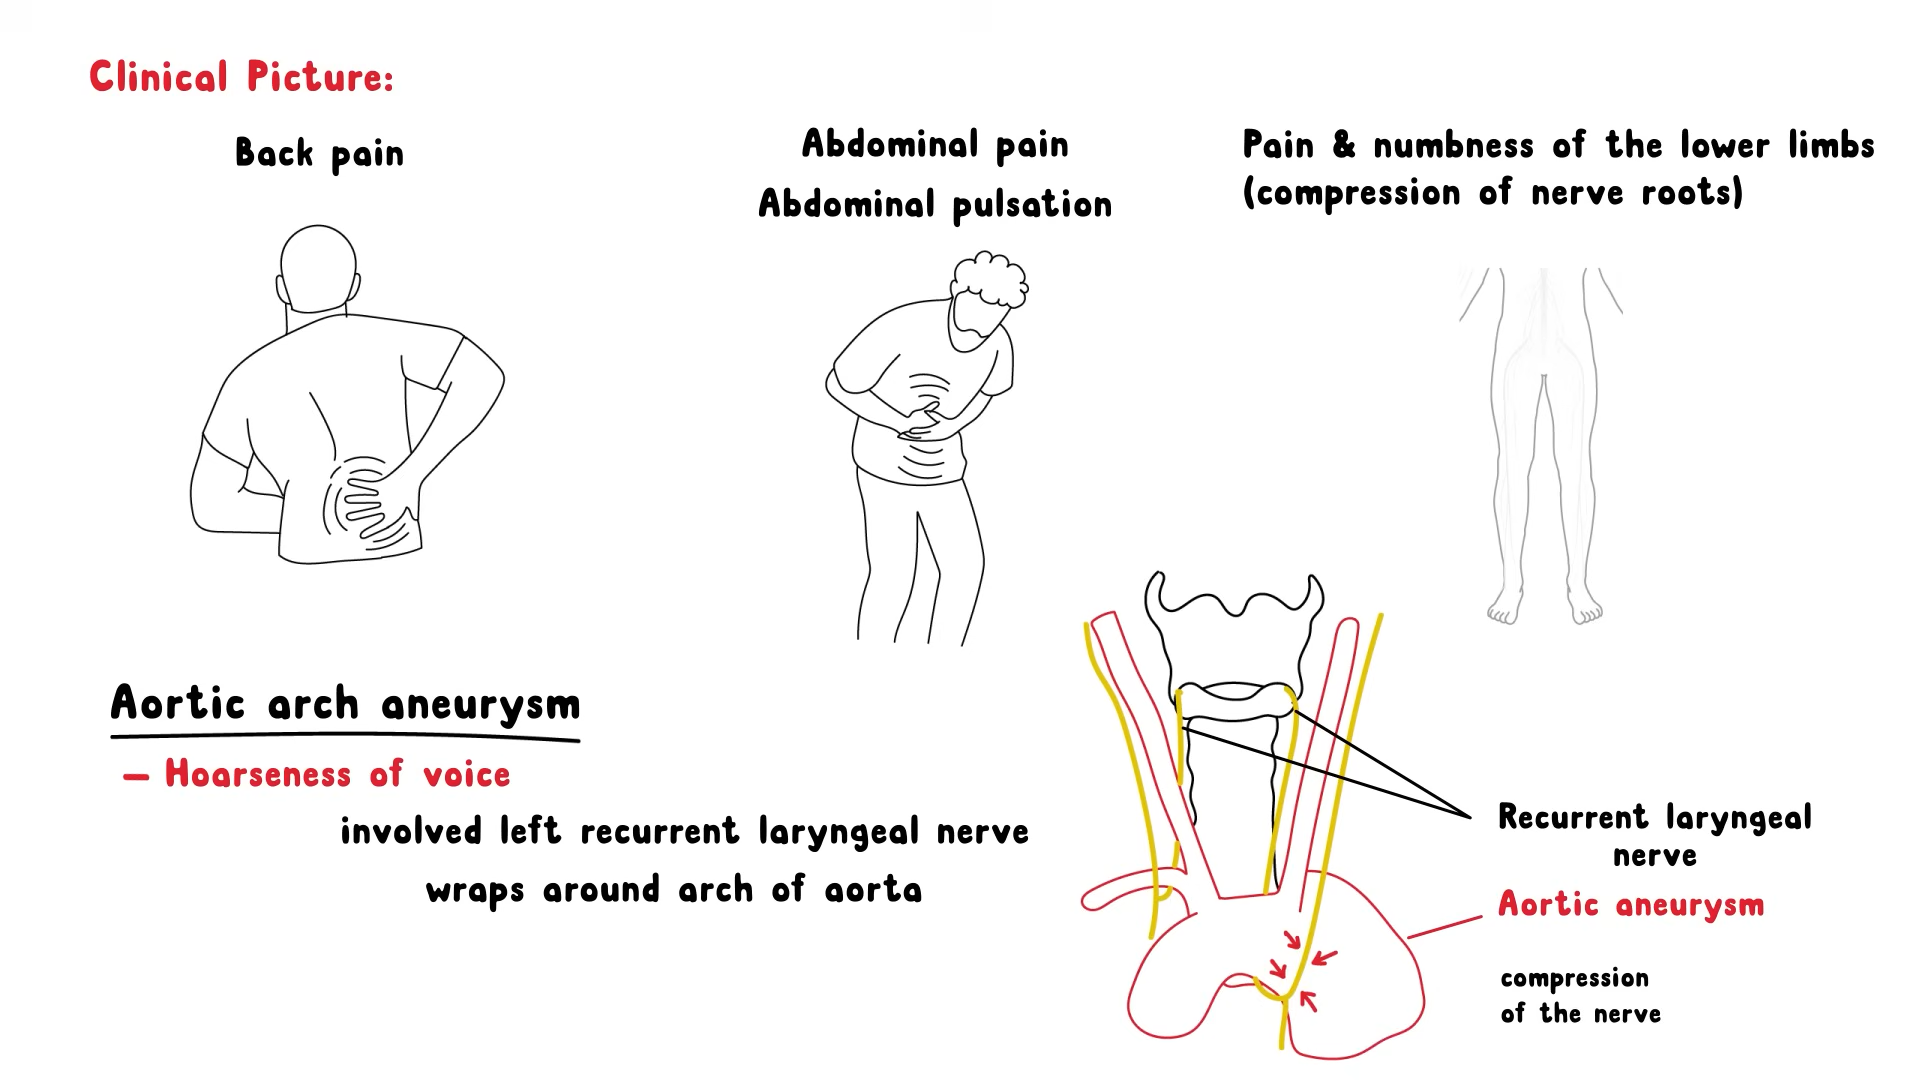 Clinical Picture:
Back pain
Abdominal pain
Abdominal pulsation
Pain & numbness of the lower limbs
(compression of nerve roots)
Aortic arch aneurysm
– Hoarseness of voice
involved left recurrent laryngeal nerve
wraps around arch of aorta
Recurrent laryngeal
nerve
Aortic aneurysm
compression
of the nerve